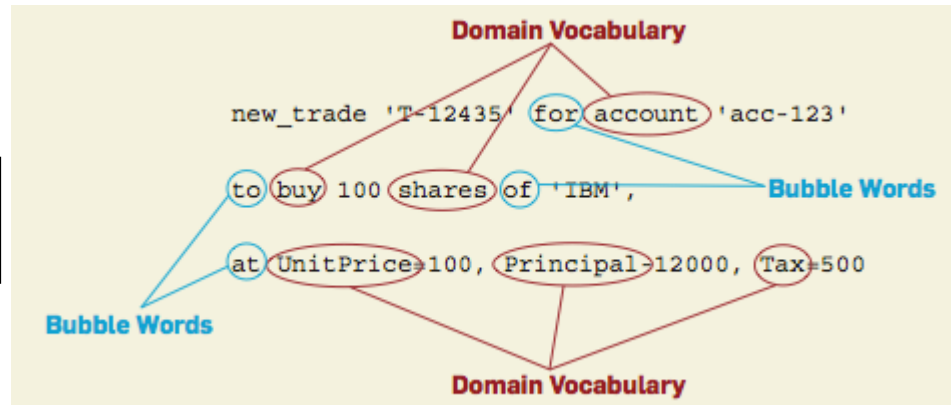 Domain Vocabulary
new_trade 'T-12435' for account 'acc-123'
to buy 100 shares of 'IBM',
Bubble Words
at UnitPrice=100, Principal-12000, Tax=500
Bubble Words
Domain Vocabulary